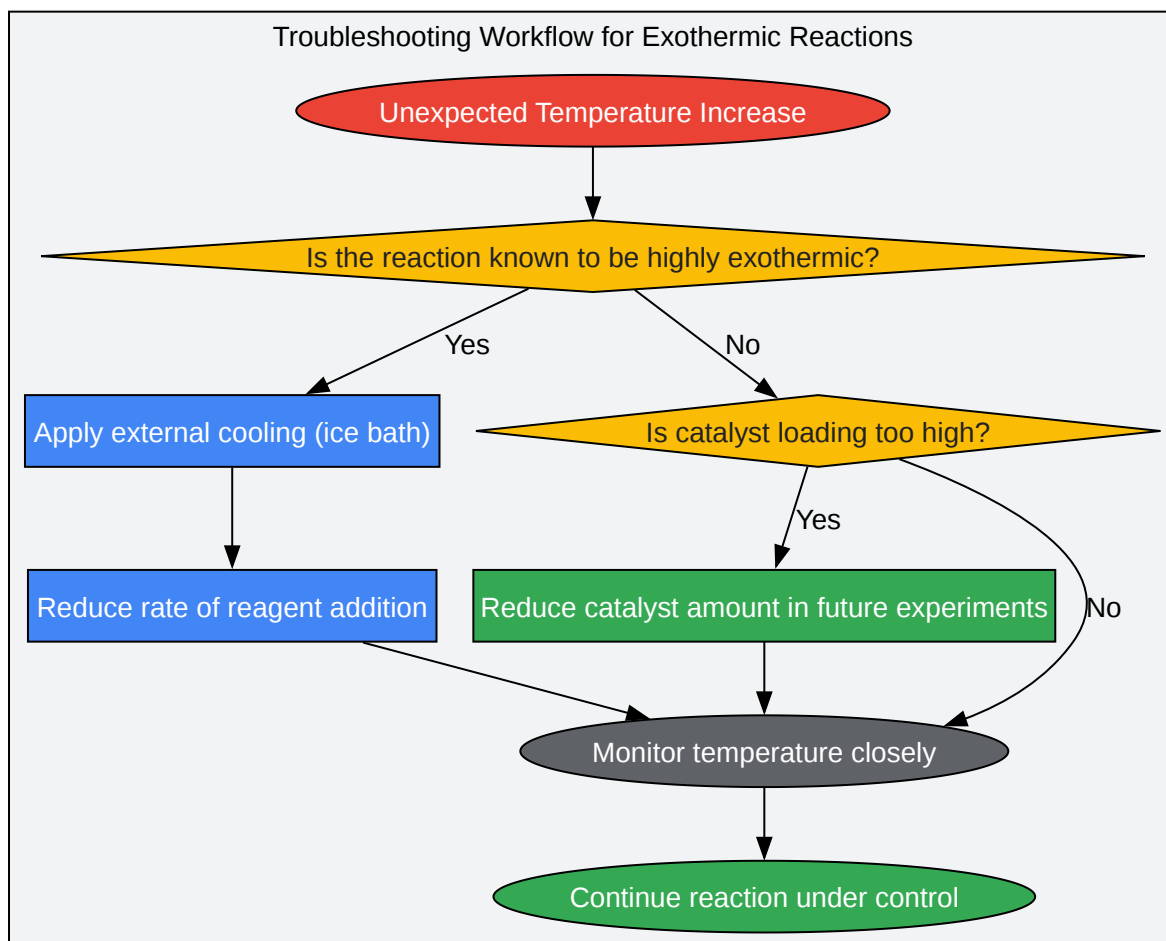 Troubleshooting Workflow for Exothermic Reactions
Unexpected Temperature Increase
Is the reaction known to be highly exothermic?
Yes
No
Apply external cooling (ice bath)
Is catalyst loading too high?
Yes
Reduce rate of reagent addition
Reduce catalyst amount in future experiments
No
Monitor temperature closely
Continue reaction under control